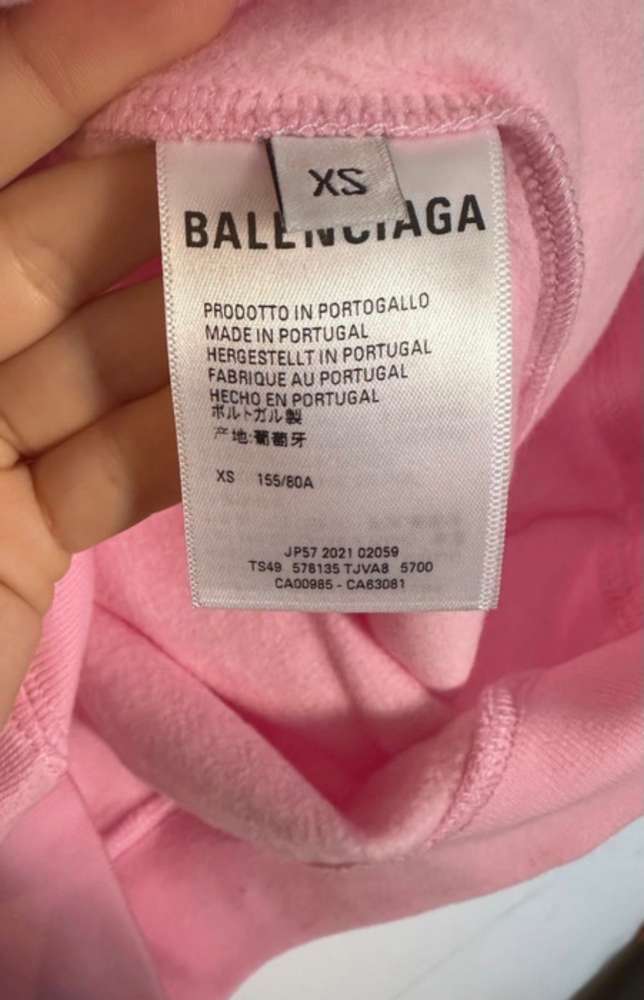 XS
BALENCIAGA
PRODOTTO IN PORTOGALLO
MADE IN PORTUGAL
HERGESTELLT IN PORTUGAL
FABRIQUE AU PORTUGAL
HECHO EN PORTUGAL
ポルトガル製
产地:葡萄牙
XS 155/80A
JP57 2021 02059
TS49 578135 TJVA8 5700
CA00985 - CA63081